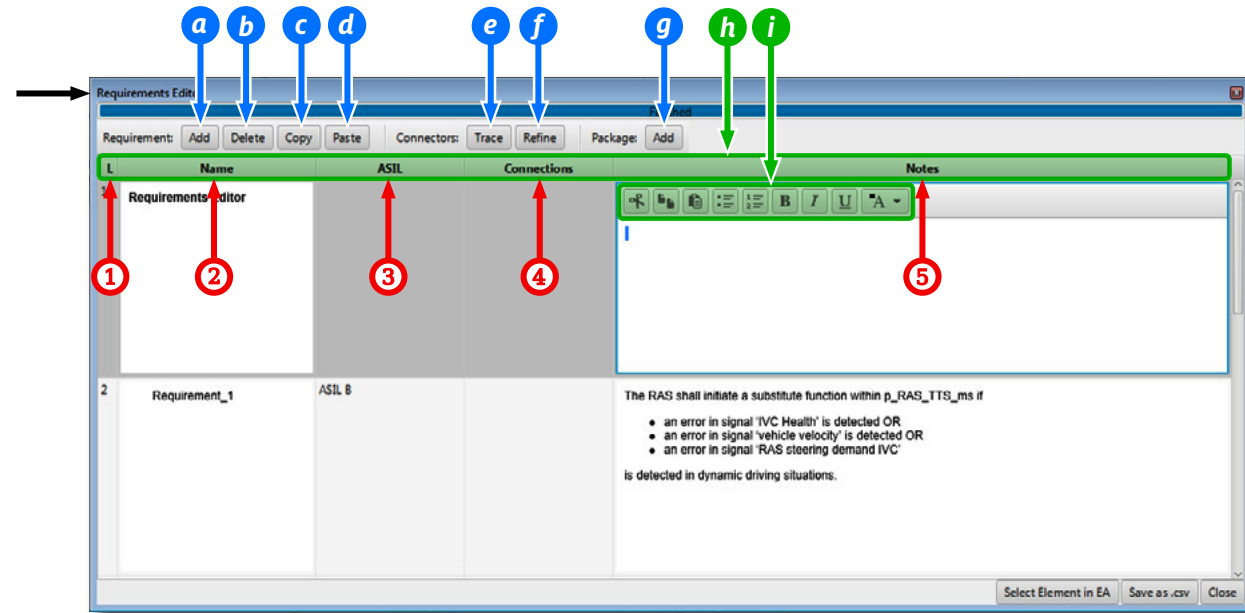 a b c d e f g h i
Requirements Edito
Finished
Requirement: Add Delete Copy Paste Connectors: Trace Refine Package: Add
L Name ASIL Connections Notes
1 Requirements Editor
B I U A
1 2 3 4 5
2 Requirement_1 ASIL B The RAS shall initiate a substitute function within p_RAS_TTS_ms if
• an error in signal 'IVC Health' is detected OR
• an error in signal 'vehicle velocity' is detected OR
• an error in signal 'RAS steering demand IVC'
is detected in dynamic driving situations.
Select Element in EA Save as .csv Close